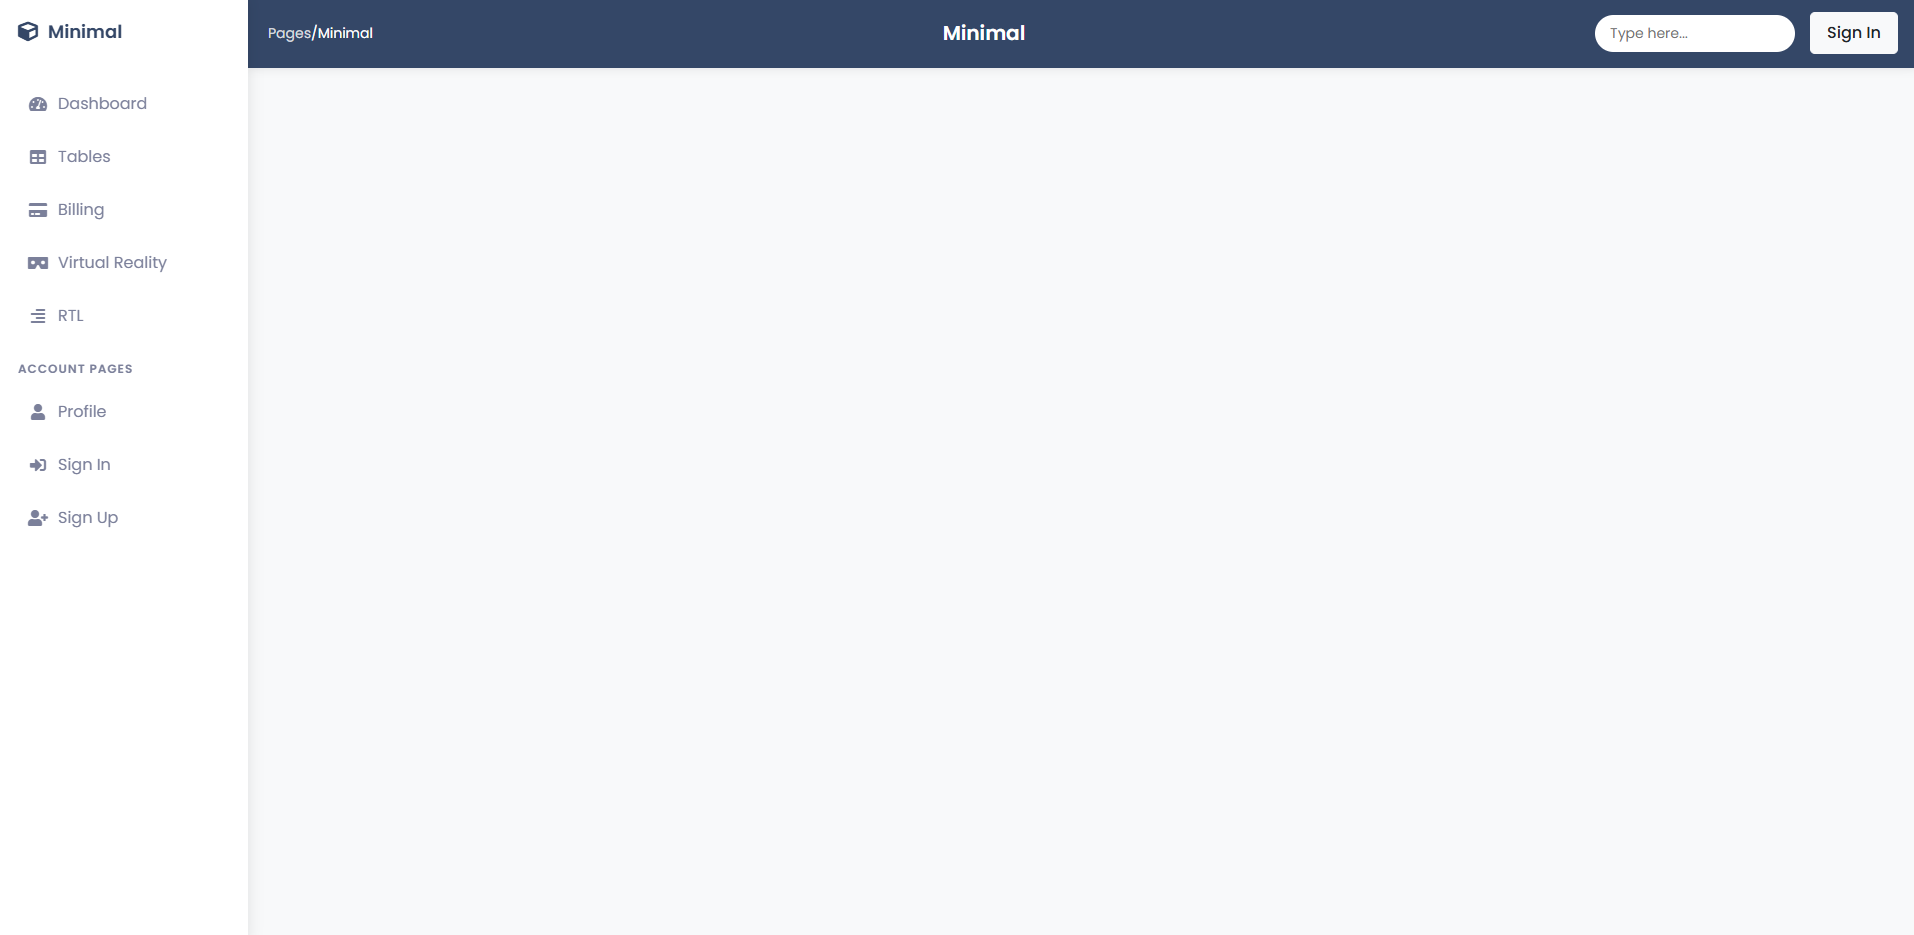 Minimal
Pages/Minimal
Minimal
Type here...
Sign In
Dashboard
Tables
Billing
Virtual Reality
RTL
ACCOUNT PAGES
Profile
Sign In
Sign Up